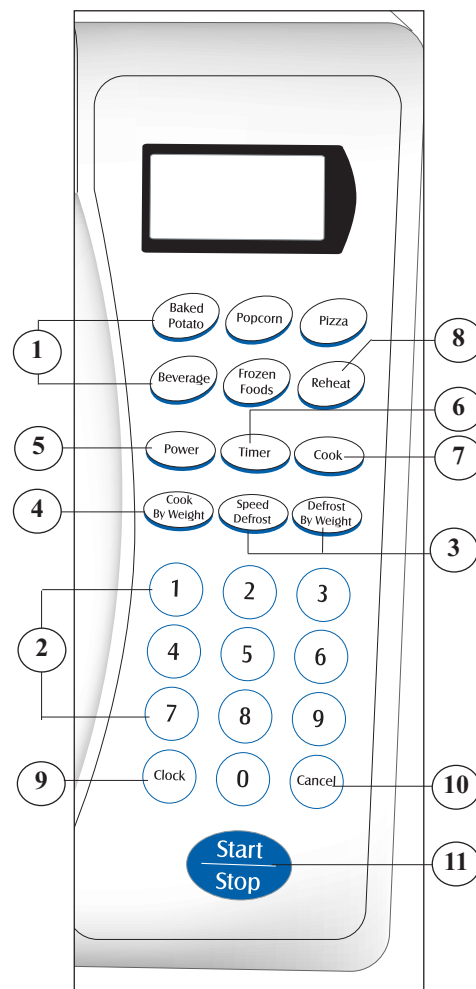 Baked
Potato
Popcorn
Pizza
1
8
Beverage
Frozen
Foods
Reheat
6
5
Power
Timer
Cook
7
4
Cook
By Weight
Speed
Defrost
Defrost
By Weight
3
1
2
3
2
4
5
6
7
8
9
9
Clock
0
Cancel
10
Start
Stop
11